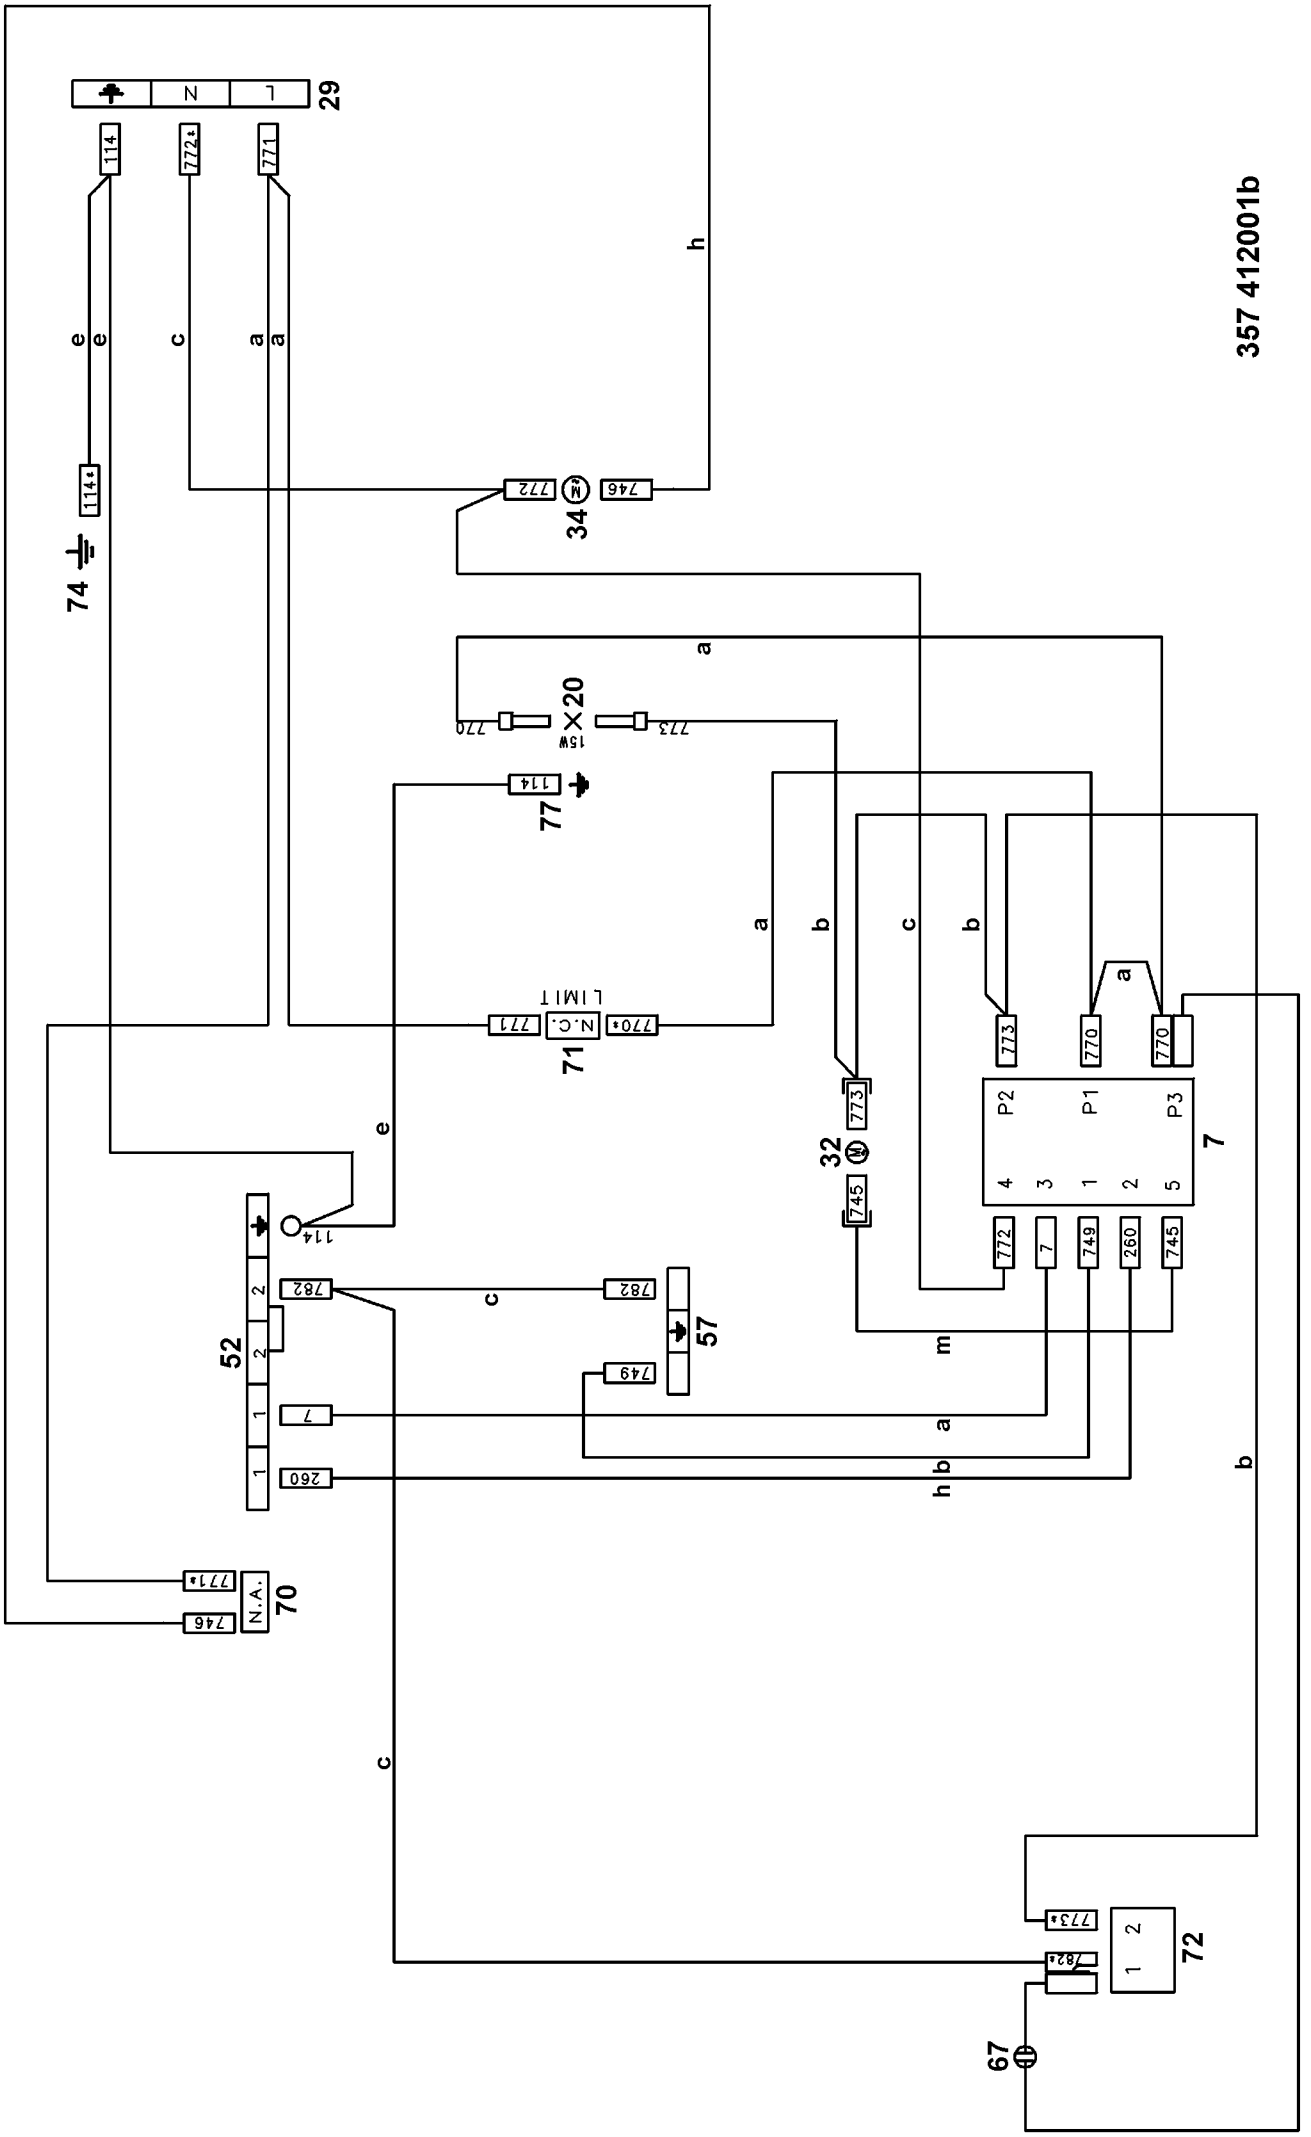 29
N
L
114
772*
771
h
e
e
c
a
a
357 412001b
114*
74
772
M
746
34
a
20
770
15W
773
114
77
a
b
c
b
a
LIMIT
771
N.C.
770*
71
773
770
770
e
773
32
M
745
P2
P1
P3
4
3
1
2
5
7
114
772
7
749
260
745
52
2
2
1
1
782
c
782
57
749
7
260
m
a
b
h
b
771*
746
N.A.
70
c
773*
782*
1
2
72
67